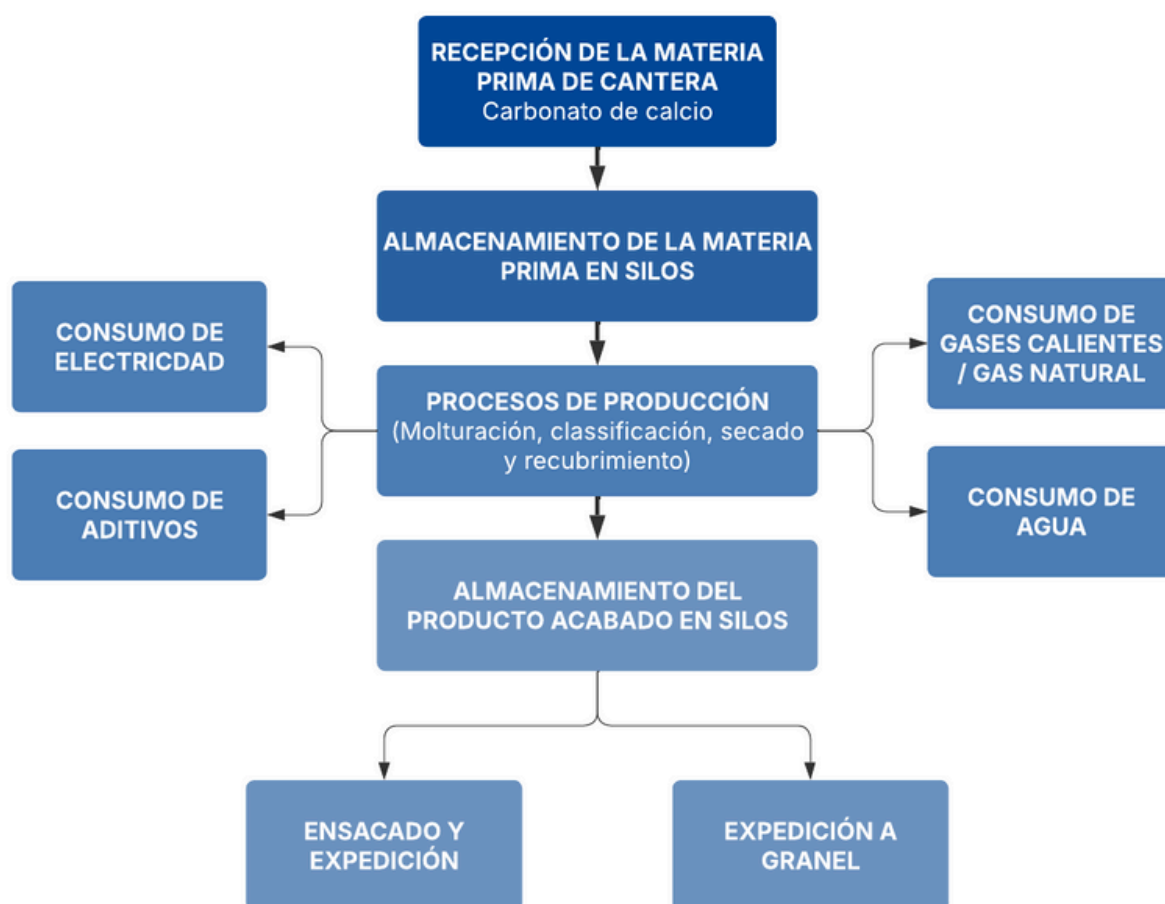 RECEPCIÓN DE LA MATERIA
PRIMA DE CANTERA
Carbonato de calcio
ALMACENAMIENTO DE LA MATERIA
PRIMA EN SILOS
CONSUMO DE
ELECTRICDAD
CONSUMO DE
GASES CALIENTES
/ GAS NATURAL
PROCESOS DE PRODUCCIÓN
(Molturación, classificación, secado
y recubrimiento)
CONSUMO DE
ADITIVOS
CONSUMO DE
AGUA
ALMACENAMIENTO DEL
PRODUCTO ACABADO EN SILOS
ENSACADO Y
EXPEDICIÓN
EXPEDICIÓN A
GRANEL